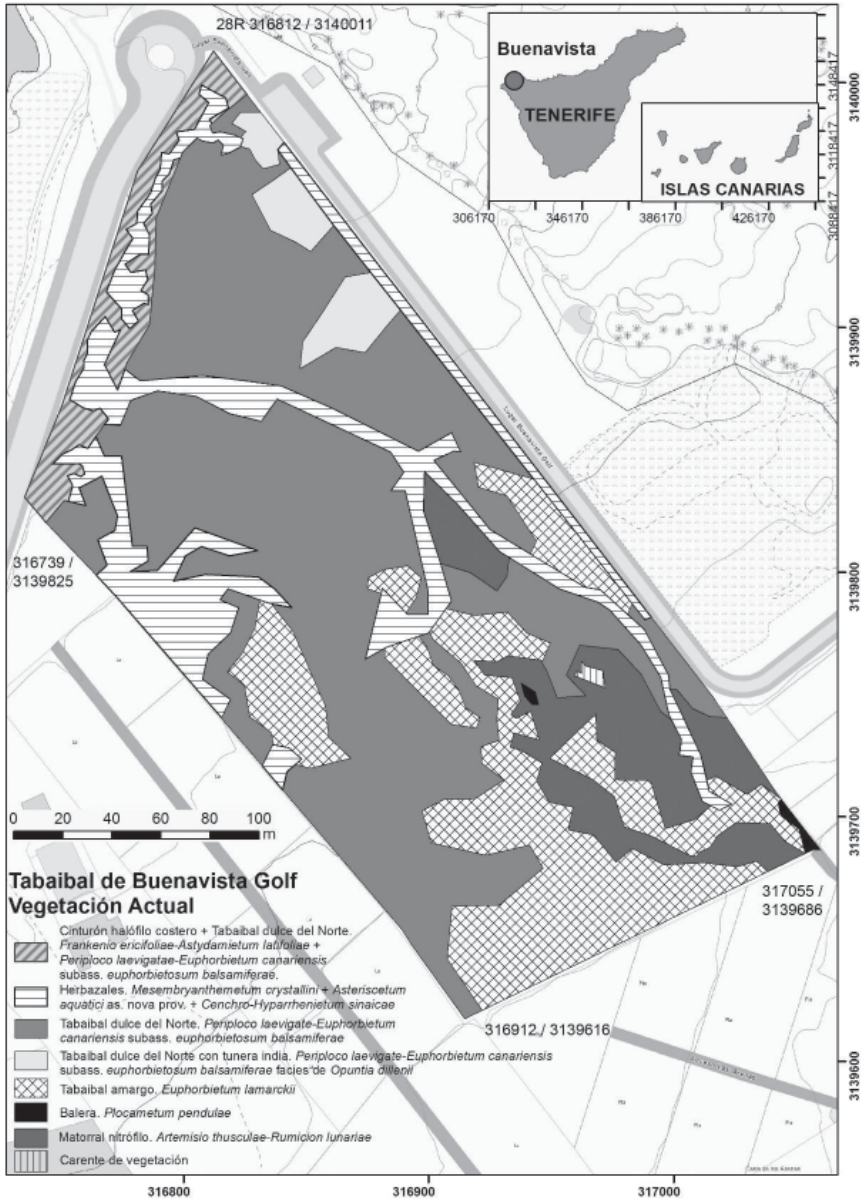 28R 316812 / 3140011
Buenavista
TENERIFE
ISLAS CANARIAS
306170
346170
386170
426170
3148417
3118417
3088417
3140000
3139900
3139800
3139700
3139600
Lugar Buenavista Golf
316739 /
3139825
317055 /
3139686
316912 / 3139616
0 20 40 60 80 100
m
Tabaibal de Buenavista Golf
Vegetación Actual
Cinturón halófilo costero + Tabaibal dulce del Norte.
Frankenio ericifoliae-Astydamietum latifoliae +
Periploco laevigatae-Euphorbietum canariensis
subass. euphorbietosum balsamiferae.
Herbazales. Mesembryanthemetum crystallini + Asteriscetum
aquatici as. nova prov. + Cenchro-Hyparrhenietum sinaicae
Tabaibal dulce del Norte. Periploco laevigate-Euphorbietum
canariensis subass. euphorbietosum balsamiferae
Tabaibal dulce del Norte con tunera india. Periploco laevigate-Euphorbietum canariensis
subass. euphorbietosum balsamiferae facies de Opuntia dillenii
Tabaibal amargo. Euphorbietum lamarckii
Balera. Plocametum pendulae
Matorral nitrófilo. Artemisio thusculae-Rumicion lunariae
Carente de vegetación
316800
316900
317000